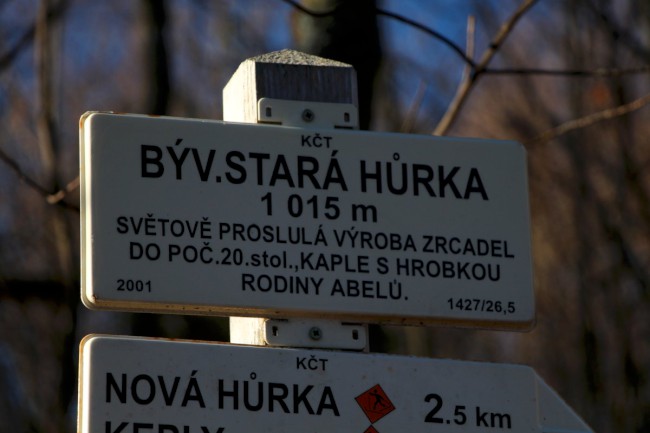 KČT
BÝV.STARÁ HŮRKA
1 015 m
SVĚTOVĚ PROSLULÁ VÝROBA ZRCADEL
DO POČ.20.stol.,KAPLE S HROBKOU
RODINY ABELŮ.
2001 1427/26,5
KČT
NOVÁ HŮRKA 2.5 km